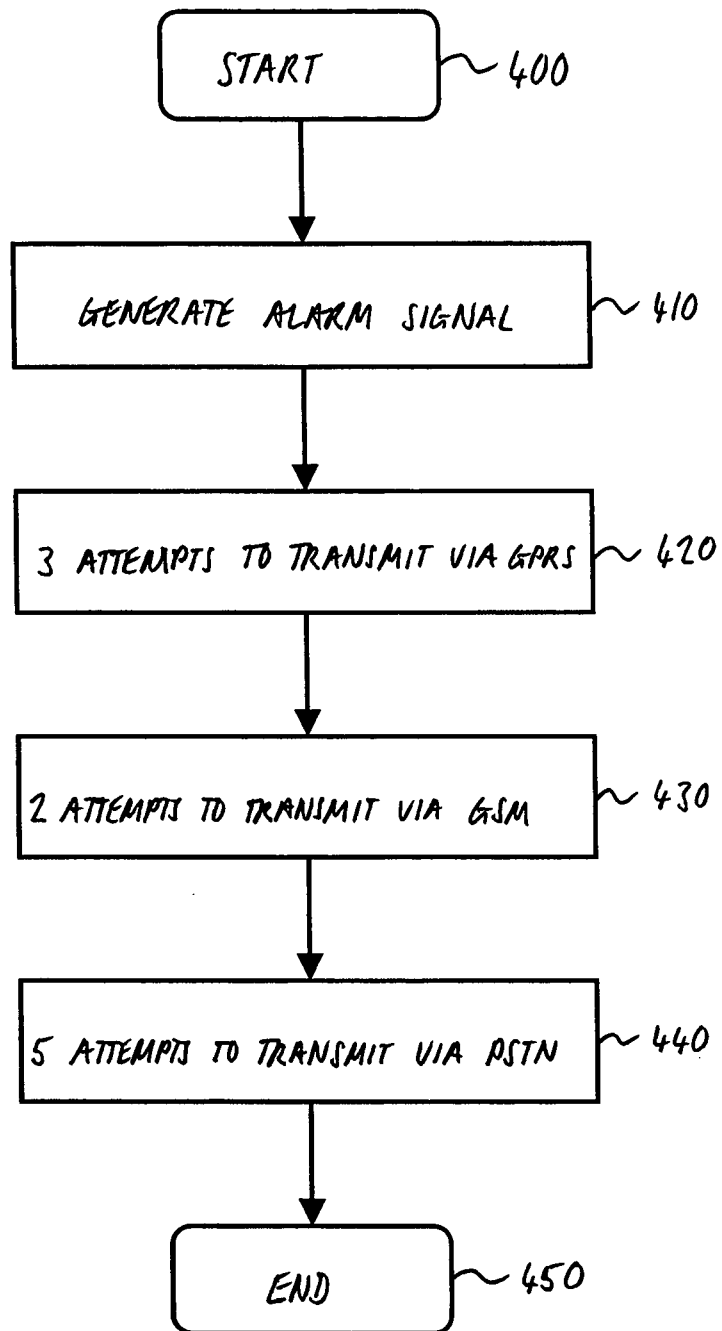 START 400
GENERATE ALARM SIGNAL 410
3 ATTEMPTS TO TRANSMIT VIA GPRS 420
2 ATTEMPTS TO TRANSMIT VIA GSM 430
5 ATTEMPTS TO TRANSMIT VIA PSTN 440
END 450